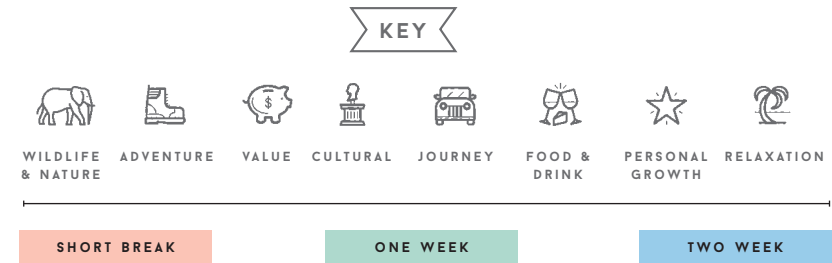 KEY
$
WILDLIFE
& NATURE
ADVENTURE
VALUE
CULTURAL
JOURNEY
FOOD &
DRINK
PERSONAL
GROWTH
RELAXATION
SHORT BREAK
ONE WEEK
TWO WEEK